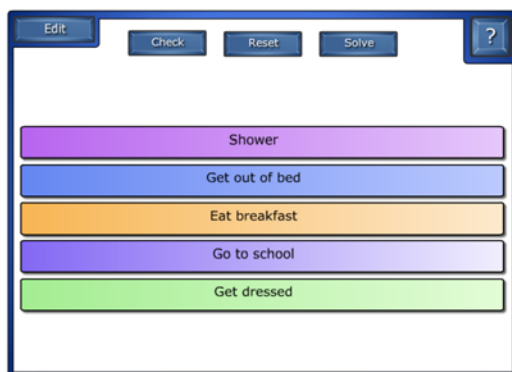 Edit
Check
Reset
Solve
?
Shower
Get out of bed
Eat breakfast
Go to school
Get dressed